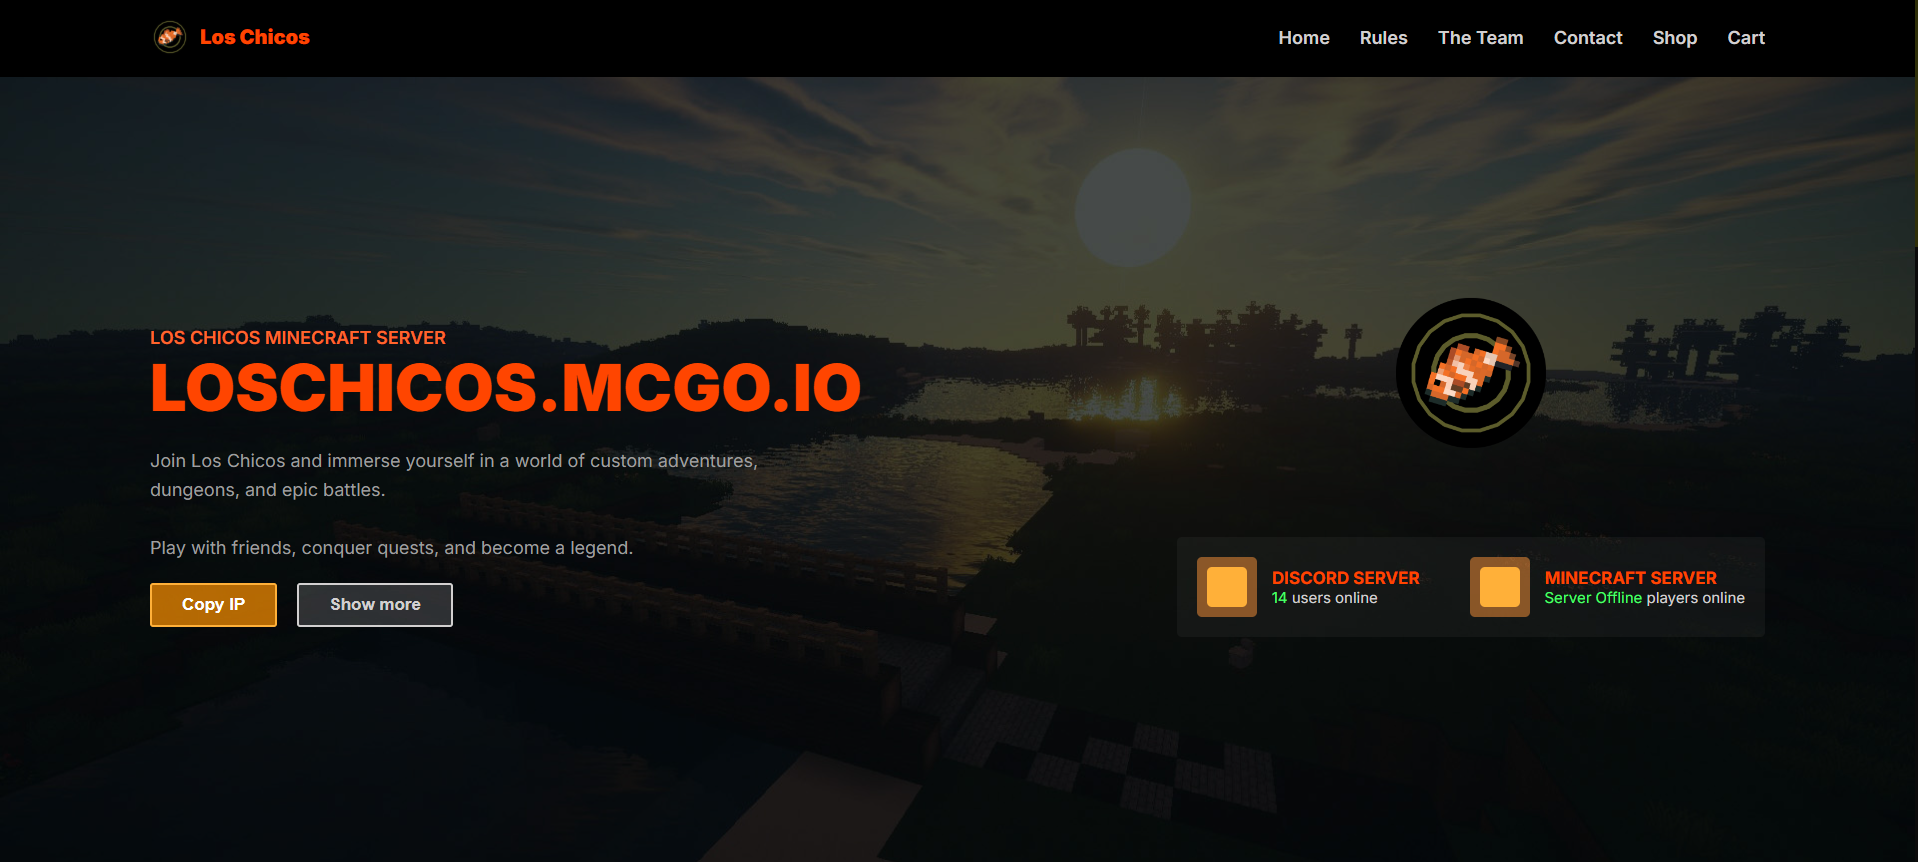 Los Chicos
Home Rules The Team Contact Shop Cart
LOS CHICOS MINECRAFT SERVER
LOSCHICOS.MCGO.IO
Join Los Chicos and immerse yourself in a world of custom adventures,
dungeons, and epic battles.
Play with friends, conquer quests, and become a legend.
Copy IP Show more
DISCORD SERVER
14 users online
MINECRAFT SERVER
Server Offline players online